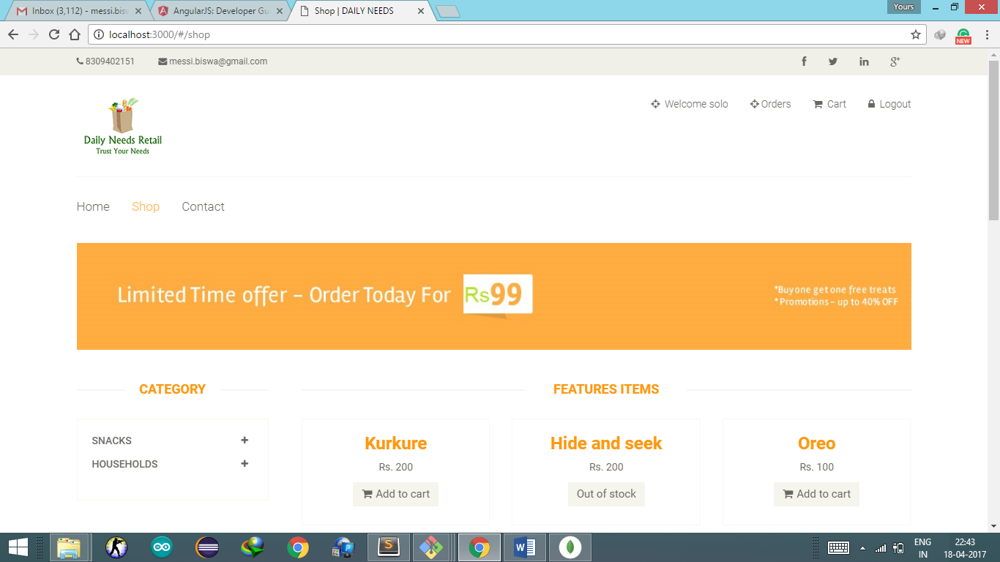 Inbox (3,112) - messi.bisw
AngularJS: Developer Gu
Shop | DAILY NEEDS
Yours
localhost:3000/#/shop
NEW
8309402151
messi.biswa@gmail.com
Welcome solo
Orders
Cart
Logout
Daily Needs Retail
Trust Your Needs
Home
Shop
Contact
Limited Time offer – Order Today For Rs99
*Buy one get one free treats
* Promotions – up to 40% OFF
CATEGORY
FEATURES ITEMS
SNACKS
HOUSEHOLDS
Kurkure
Rs. 200
Add to cart
Hide and seek
Rs. 200
Out of stock
Oreo
Rs. 100
Add to cart
ENG
IN
22:43
18-04-2017